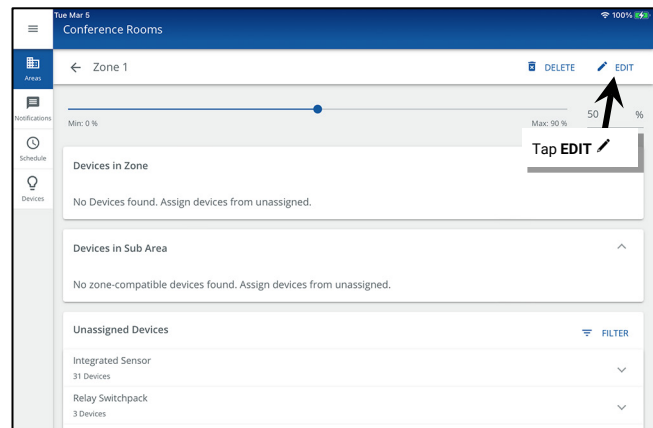 Tue Mar 5
100%
Conference Rooms
Areas
Zone 1
DELETE
EDIT
Notifications
Min: 0 %
Max: 90 %
50 %
Tap EDIT
Schedule
Devices in Zone
Devices
No Devices found. Assign devices from unassigned.
Devices in Sub Area
No zone-compatible devices found. Assign devices from unassigned.
Unassigned Devices
FILTER
Integrated Sensor
31 Devices
Relay Switchpack
3 Devices